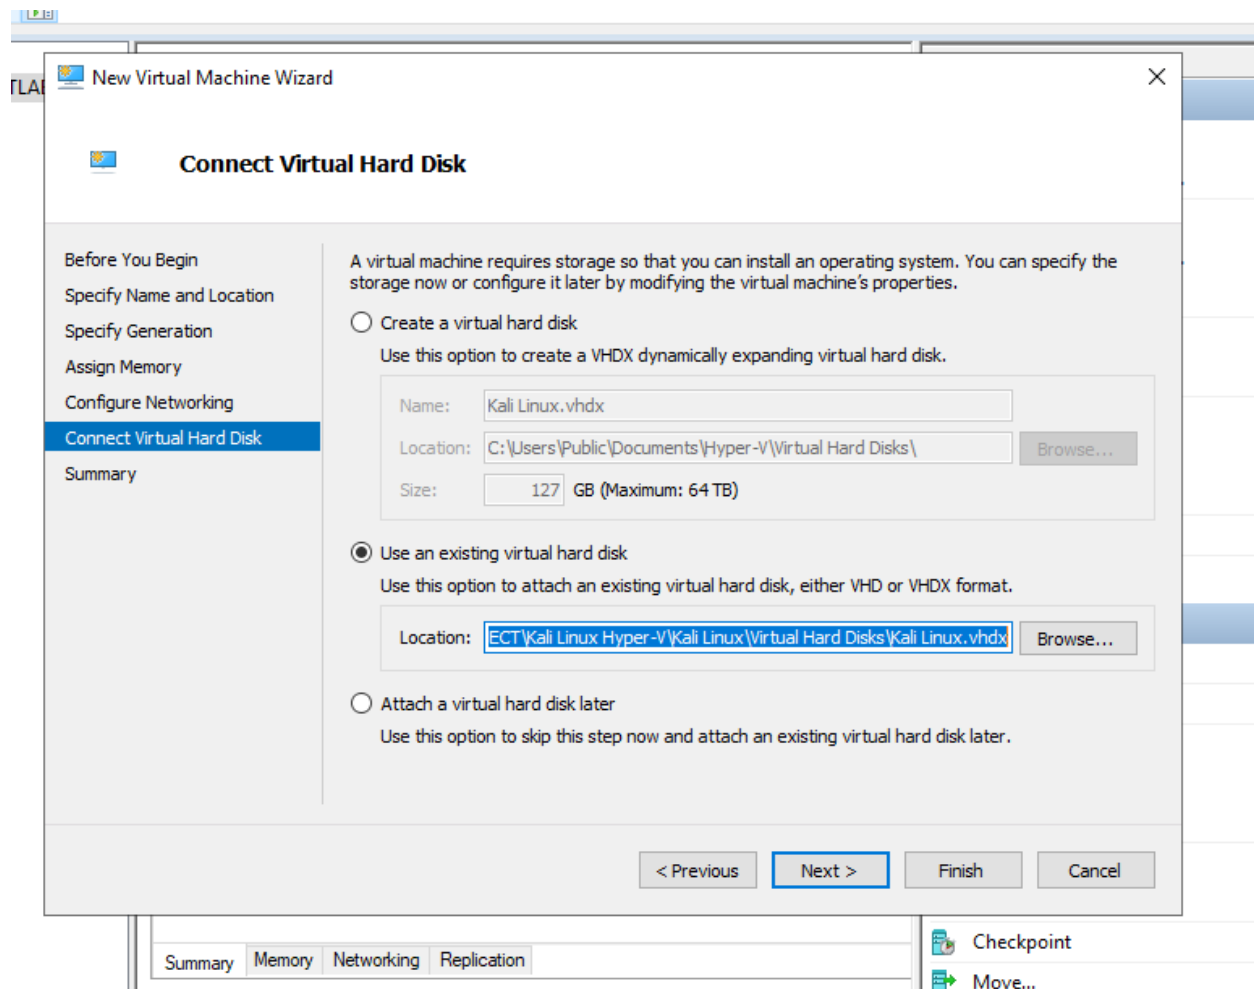 TLAB
New Virtual Machine Wizard
Connect Virtual Hard Disk
Before You Begin
Specify Name and Location
Specify Generation
Assign Memory
Configure Networking
Connect Virtual Hard Disk
Summary
A virtual machine requires storage so that you can install an operating system. You can specify the
storage now or configure it later by modifying the virtual machine's properties.
Create a virtual hard disk
Use this option to create a VHDX dynamically expanding virtual hard disk.
Name: Kali Linux.vhdx
Location: C:\Users\Public\Documents\Hyper-V\Virtual Hard Disks\ Browse...
Size: 127 GB (Maximum: 64 TB)
Use an existing virtual hard disk
Use this option to attach an existing virtual hard disk, either VHD or VHDX format.
Location: ECT\Kali Linux Hyper-V\Kali Linux\Virtual Hard Disks\Kali Linux.vhdx Browse...
Attach a virtual hard disk later
Use this option to skip this step now and attach an existing virtual hard disk later.
< Previous Next > Finish Cancel
Summary Memory Networking Replication
Checkpoint
Move...